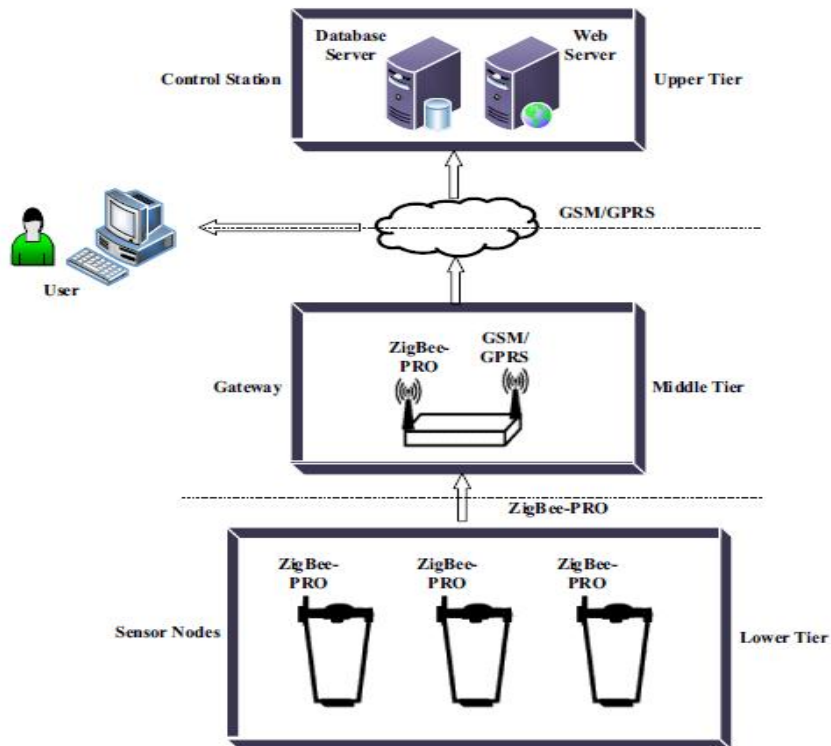 Database
Server
Web
Server
Control Station
Upper Tier
GSM/GPRS
User
ZigBee-
PRO
GSM/
GPRS
Gateway
Middle Tier
ZigBee-PRO
ZigBee-
PRO
ZigBee-
PRO
ZigBee-
PRO
Sensor Nodes
Lower Tier